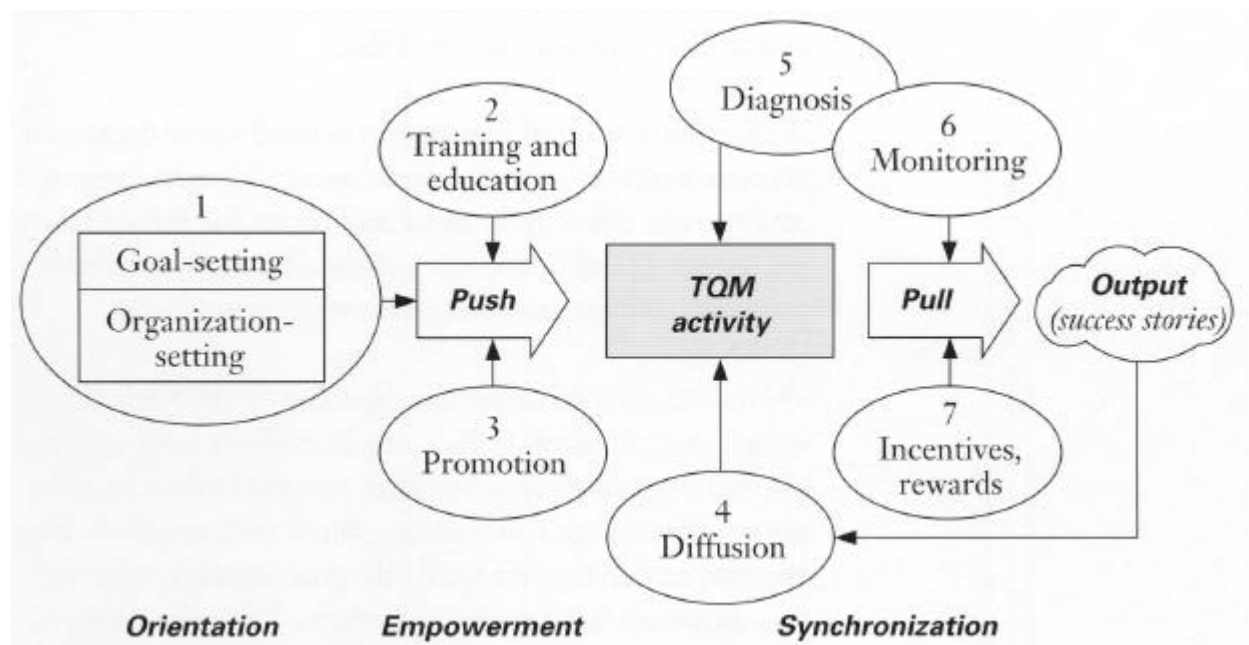 1
Goal-setting
Organization-
setting
2
Training and
education
Push
3
Promotion
5
Diagnosis
6
Monitoring
TQM
activity
Pull
Output
(success stories)
7
Incentives,
rewards
4
Diffusion
Orientation
Empowerment
Synchronization